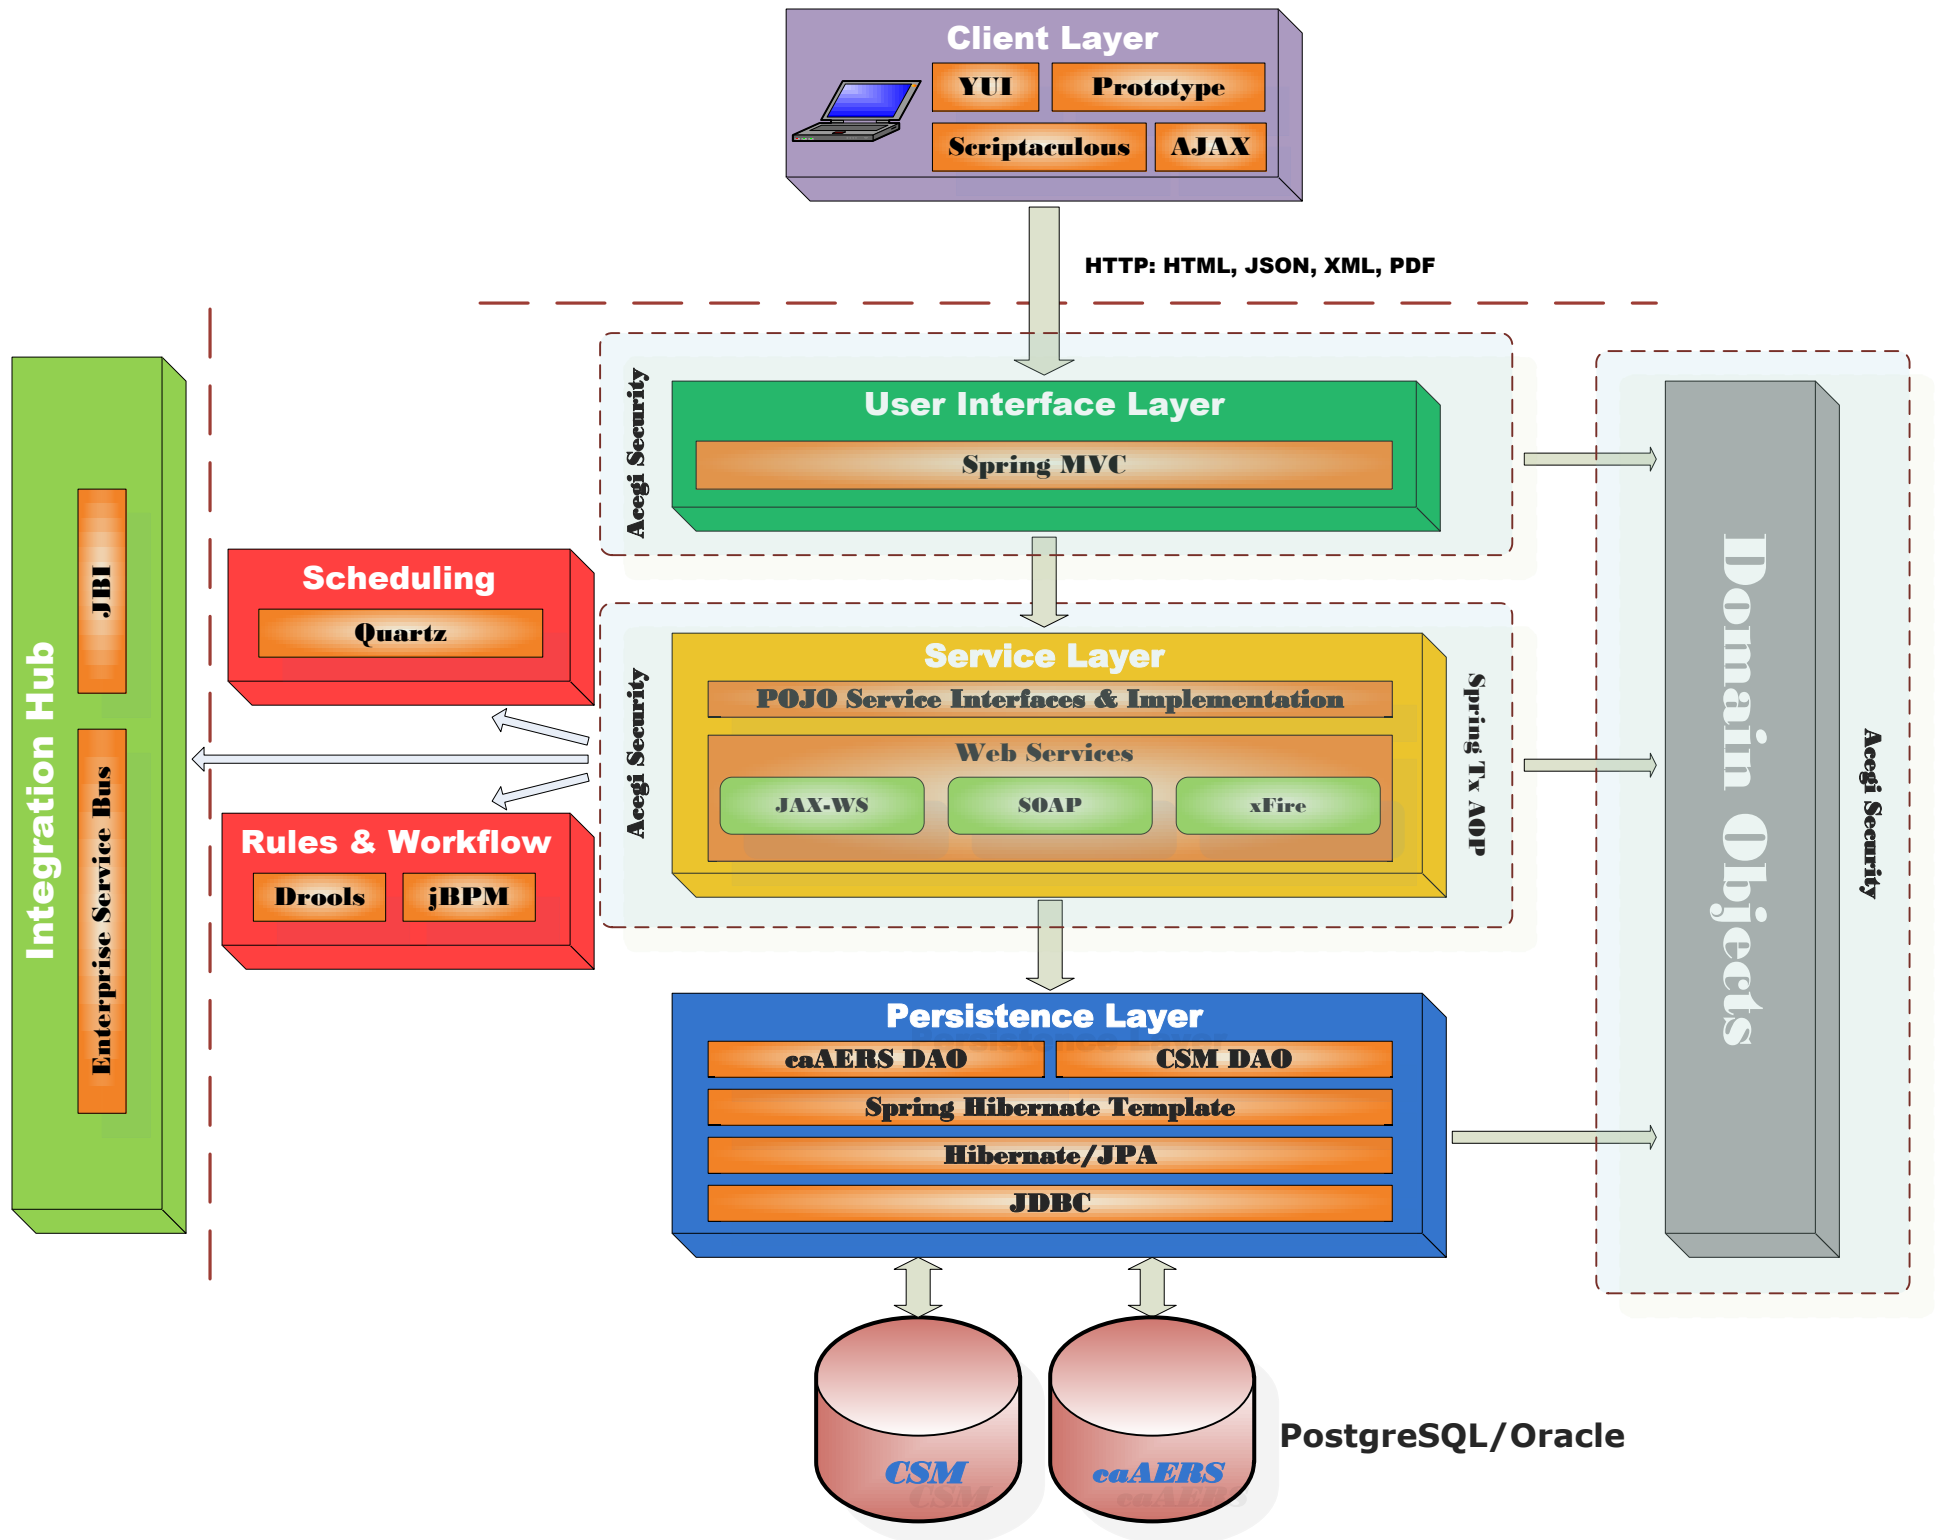 Client Layer
YUI
Prototype
Scriptaculous
AJAX
HTTP: HTML, JSON, XML, PDF
Acegi Security
User Interface Layer
Spring MVC
Integration Hub
JBI
Enterprise Service Bus
Scheduling
Quartz
Rules & Workflow
Drools
jBPM
Acegi Security
Service Layer
POJO Service Interfaces & Implementation
Web Services
JAX-WS
SOAP
xFire
Spring Tx AOP
Domain Objects
Acegi Security
Persistence Layer
caAERS DAO
CSM DAO
Spring Hibernate Template
Hibernate/JPA
JDBC
CSM
caAERS
PostgreSQL/Oracle